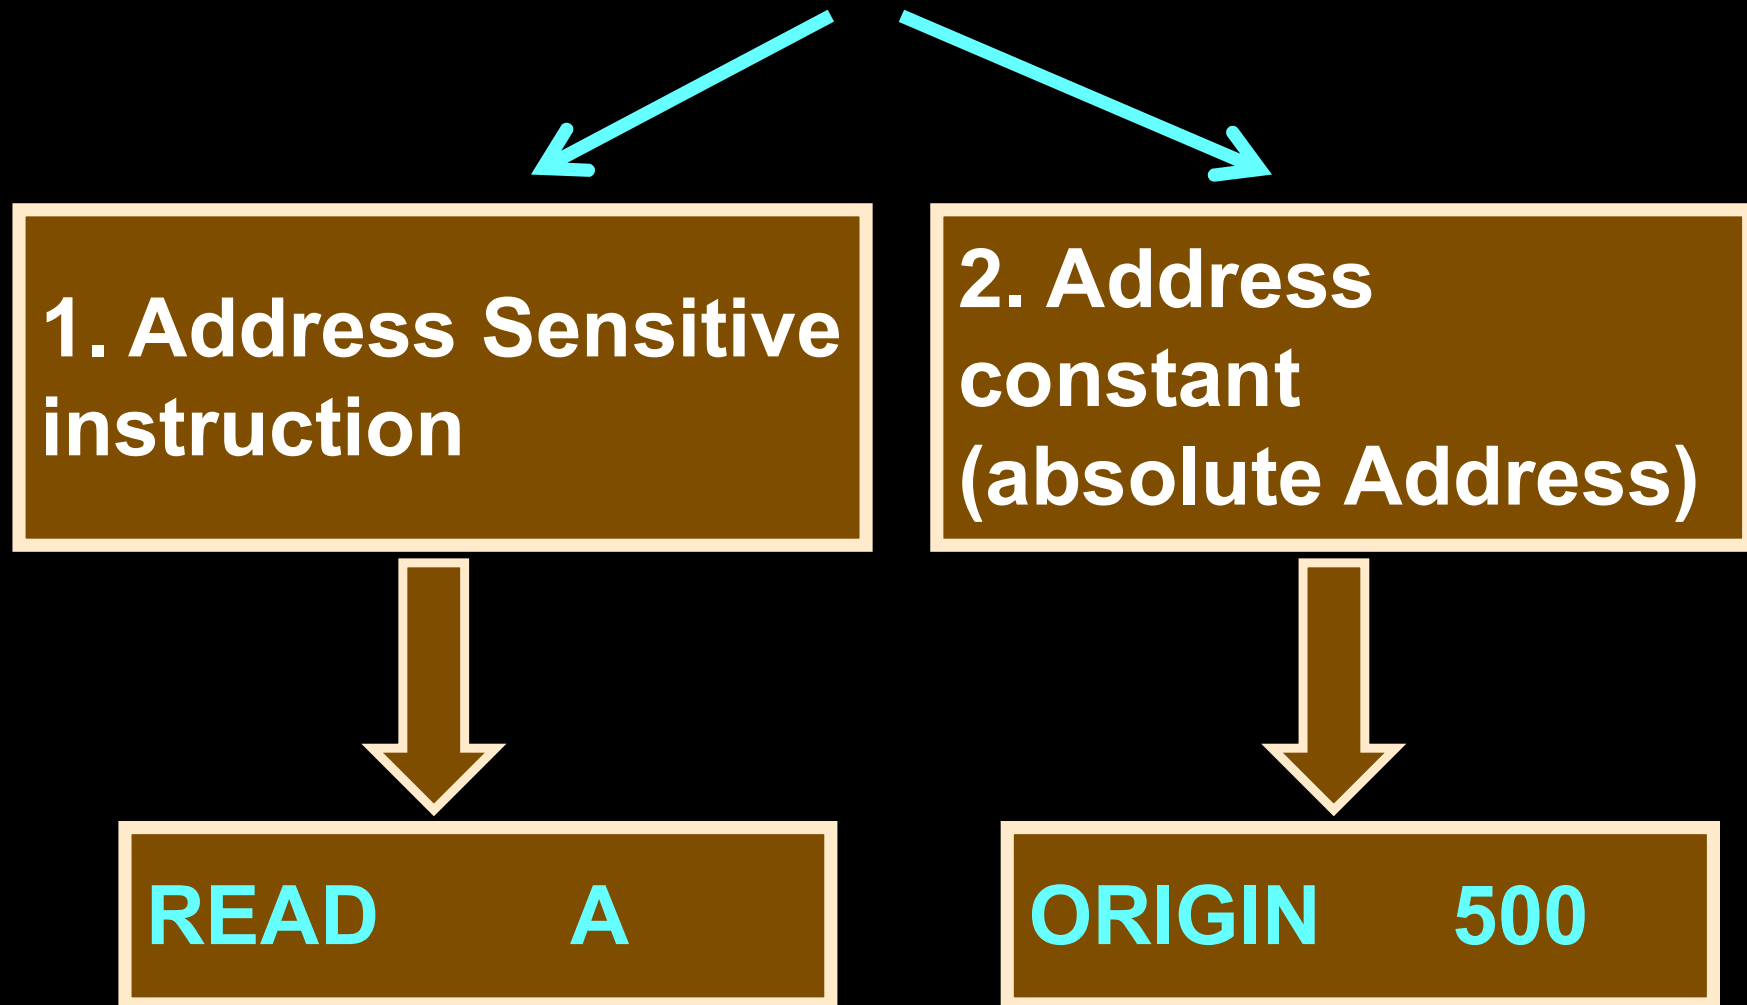 1. Address Sensitive
instruction
2. Address
constant
(absolute Address)
READ A
ORIGIN 500